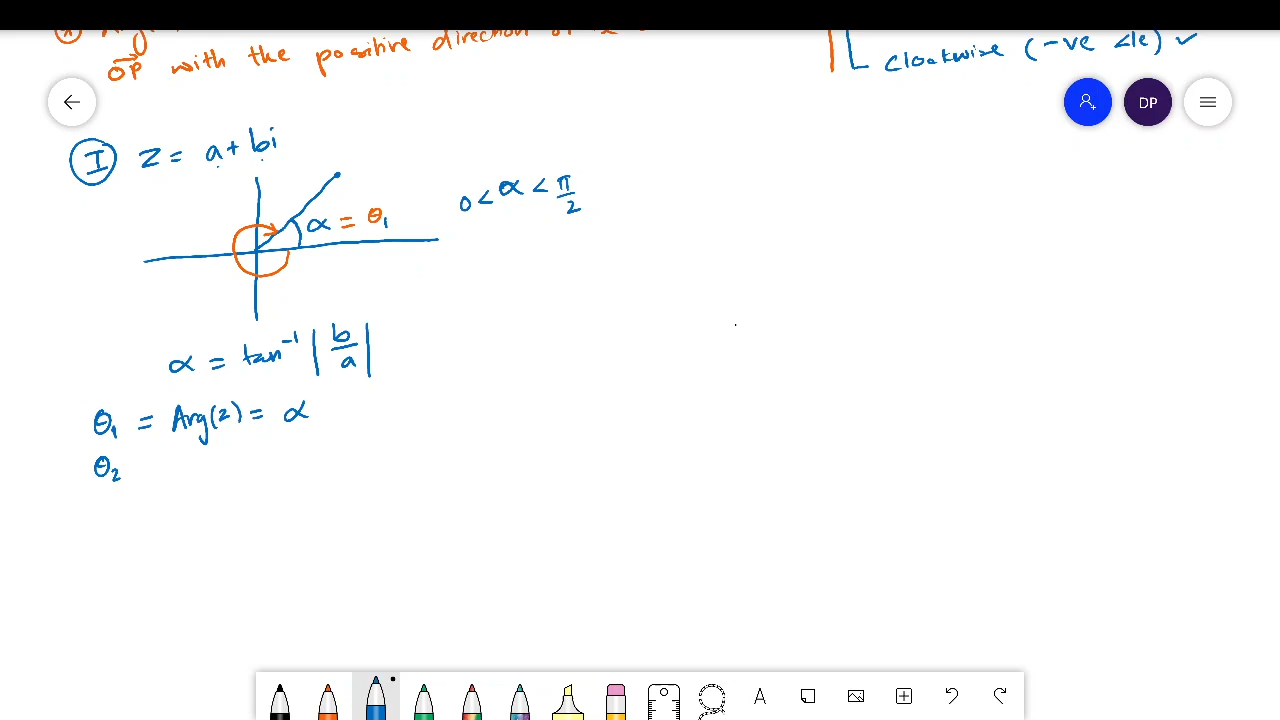 OP with the positive direction of
clockwise (-ve <le) ✓
DP
I z = a + bi
0 < α < π/2
α = θ₁
α = tan⁻¹ |b/a|
θ₁ = Arg(z) = α
θ₂
A